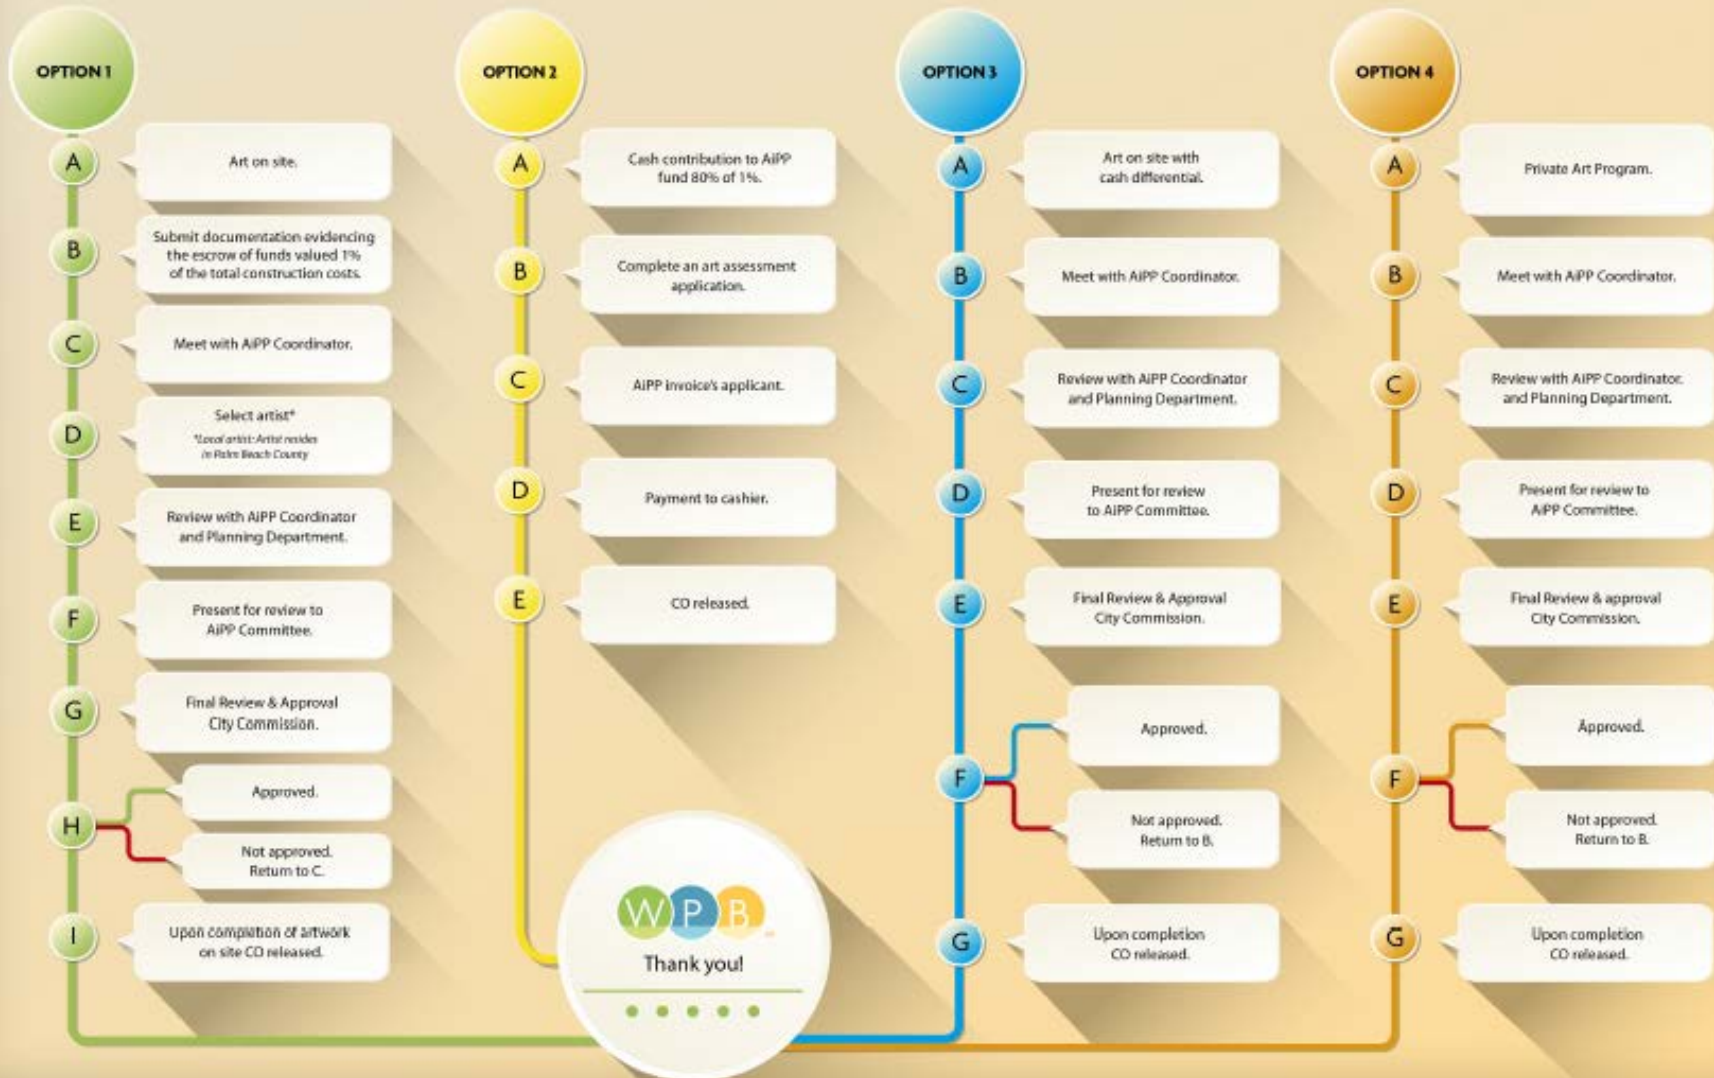 OPTION 1
A
Art on site.
B
Submit documentation evidencing
the escrow of funds valued 1%
of the total construction costs.
C
Meet with AiPP Coordinator.
D
Select artist*
*Local artist: Artist resides
in Palm Beach County
E
Review with AiPP Coordinator
and Planning Department.
F
Present for review to
AiPP Committee.
G
Final Review & Approval
City Commission.
H
Approved.
Not approved.
Return to C.
I
Upon completion of artwork
on site CO released.
OPTION 2
A
Cash contribution to AiPP
fund 80% of 1%.
B
Complete an art assessment
application.
C
AiPP invoice's applicant.
D
Payment to cashier.
E
CO released.
OPTION 3
A
Art on site with
cash differential.
B
Meet with AiPP Coordinator.
C
Review with AiPP Coordinator
and Planning Department.
D
Present for review
to AiPP Committee.
E
Final Review & Approval
City Commission.
F
Approved.
Not approved.
Return to B.
G
Upon completion
CO released.
OPTION 4
A
Private Art Program.
B
Meet with AiPP Coordinator.
C
Review with AiPP Coordinator.
and Planning Department.
D
Present for review to
AiPP Committee.
E
Final Review & approval
City Commission.
F
Approved.
Not approved.
Return to B.
G
Upon completion
CO released.
WPB
Thank you!